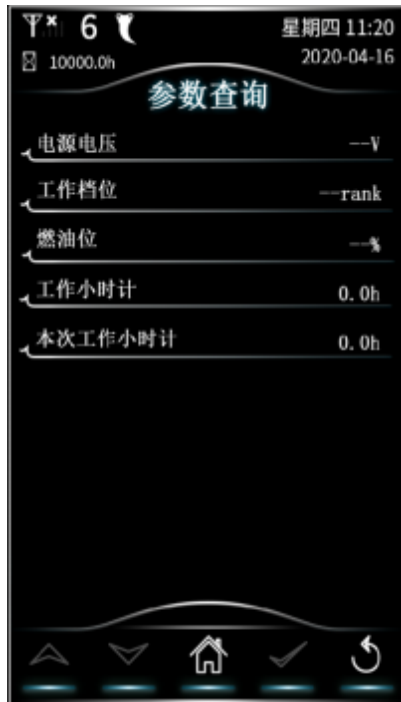 6 星期四 11:20
10000.0h 2020-04-16
参数查询
电源电压 --V
工作档位 --rank
燃油位 --%
工作小时计 0.0h
本次工作小时计 0.0h